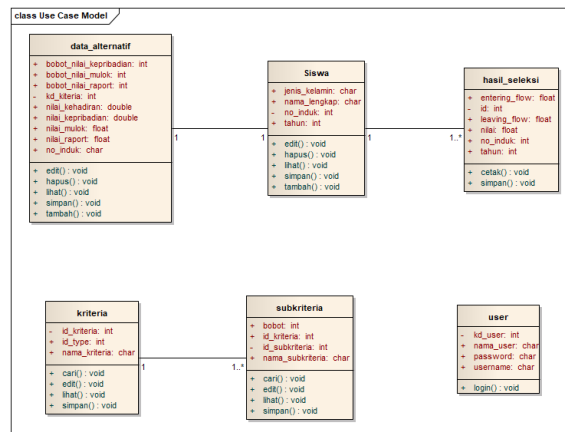 class Use Case Model
data_alternatif
+ bobot_nilai_kepribadian: int
+ bobot_nilai_mulok: int
+ bobot_nilai_raport: int
- kd_kiteria: int
+ nilai_kehadiran: double
+ nilai_kepribadian: double
+ nilai_mulok: float
+ nilai_raport: float
+ no_induk: char
+ edit() : void
+ hapus() : void
+ lihat() : void
+ simpan() : void
+ tambah() : void
1
1
Siswa
+ jenis_kelamin: char
+ nama_lengkap: char
- no_induk: int
+ tahun: int
+ edit() : void
+ hapus() : void
+ lihat() : void
+ simpan() : void
+ tambah() : void
1
1..*
hasil_seleksi
+ entering_flow: float
- id: int
+ leaving_flow: float
+ nilai: float
+ no_induk: int
+ tahun: int
+ cetak() : void
+ simpan() : void
kriteria
- id_kriteria: int
+ id_type: int
+ nama_kriteria: char
+ cari() : void
+ edit() : void
+ lihat() : void
+ simpan() : void
1
1..*
subkriteria
+ bobot: int
+ id_kriteria: int
- id_subkriteria: int
+ nama_subkriteria: char
+ cari() : void
+ edit() : void
+ lihat() : void
+ simpan() : void
user
- kd_user: int
+ nama_user: char
+ password: char
+ username: char
+ login() : void